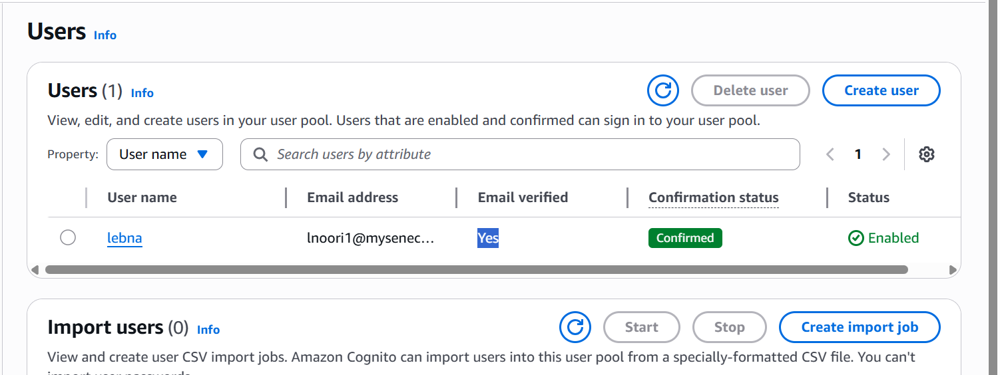 Users Info
Users (1) Info
Delete user
Create user
View, edit, and create users in your user pool. Users that are enabled and confirmed can sign in to your user pool.
Property: User name Search users by attribute 1
User name Email address Email verified Confirmation status Status
lebna lnoori1@mysenec... Yes Confirmed Enabled
Import users (0) Info
Start
Stop
Create import job
View and create user CSV import jobs. Amazon Cognito can import users into this user pool from a specially-formatted CSV file. You can't